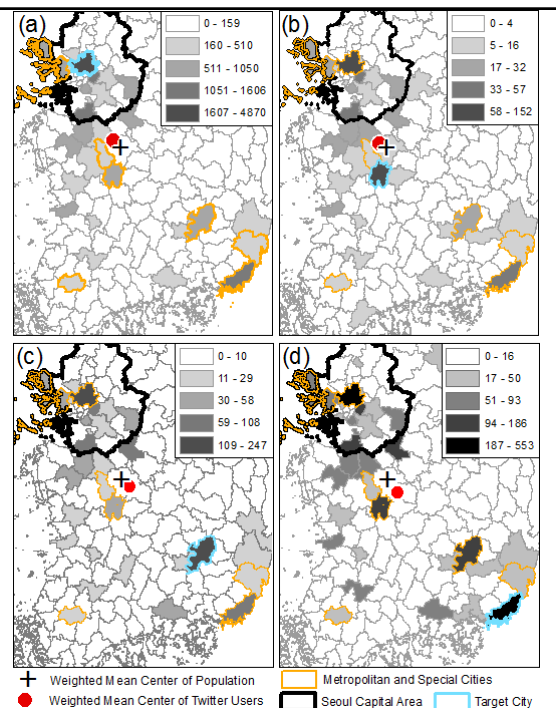 (a)
0 - 159
160 - 510
511 - 1050
1051 - 1606
1607 - 4870
(b)
0 - 4
5 - 16
17 - 32
33 - 57
58 - 152
(c)
0 - 10
11 - 29
30 - 58
59 - 108
109 - 247
(d)
0 - 16
17 - 50
51 - 93
94 - 186
187 - 553
Weighted Mean Center of Population
Metropolitan and Special Cities
Weighted Mean Center of Twitter Users
Seoul Capital Area
Target City